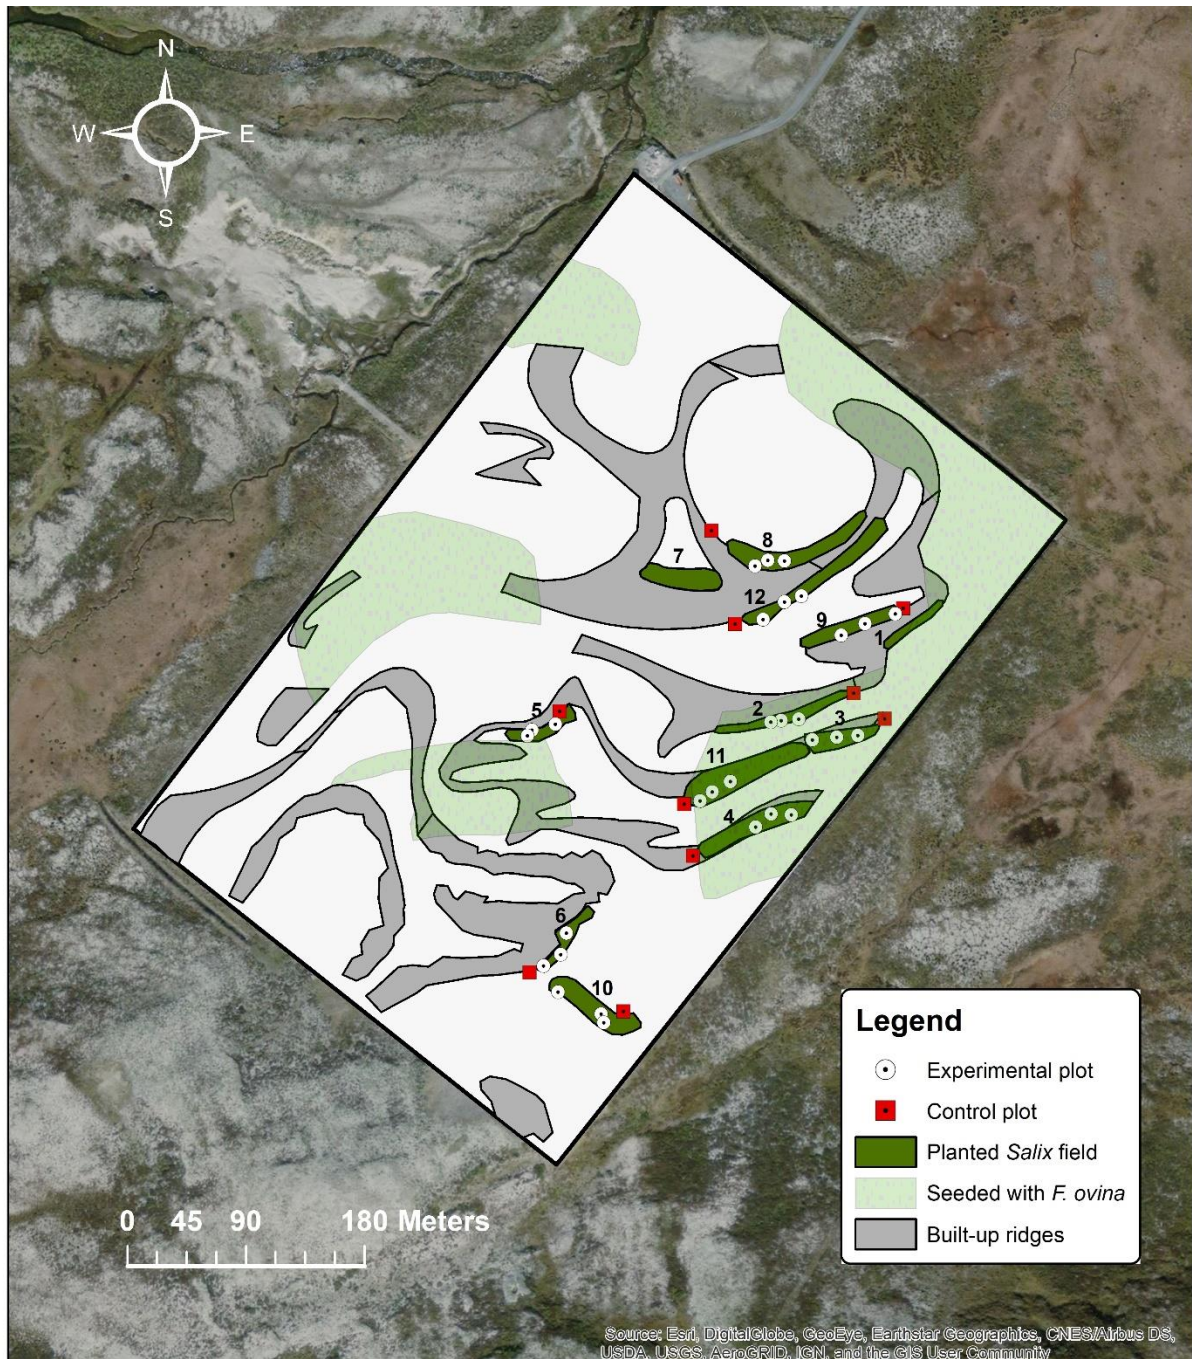 N
W E
S
8
7
12
9
1
5
2
3
11
4
6
10
Legend
Experimental plot
Control plot
Planted Salix field
Seeded with F. ovina
Built-up ridges
0 45 90 180 Meters
Source: Esri, DigitalGlobe, GeoEye, Earthstar Geographics, CNES/Airbus DS,
USDA, USGS, AeroGRID, IGN, and the GIS User Community